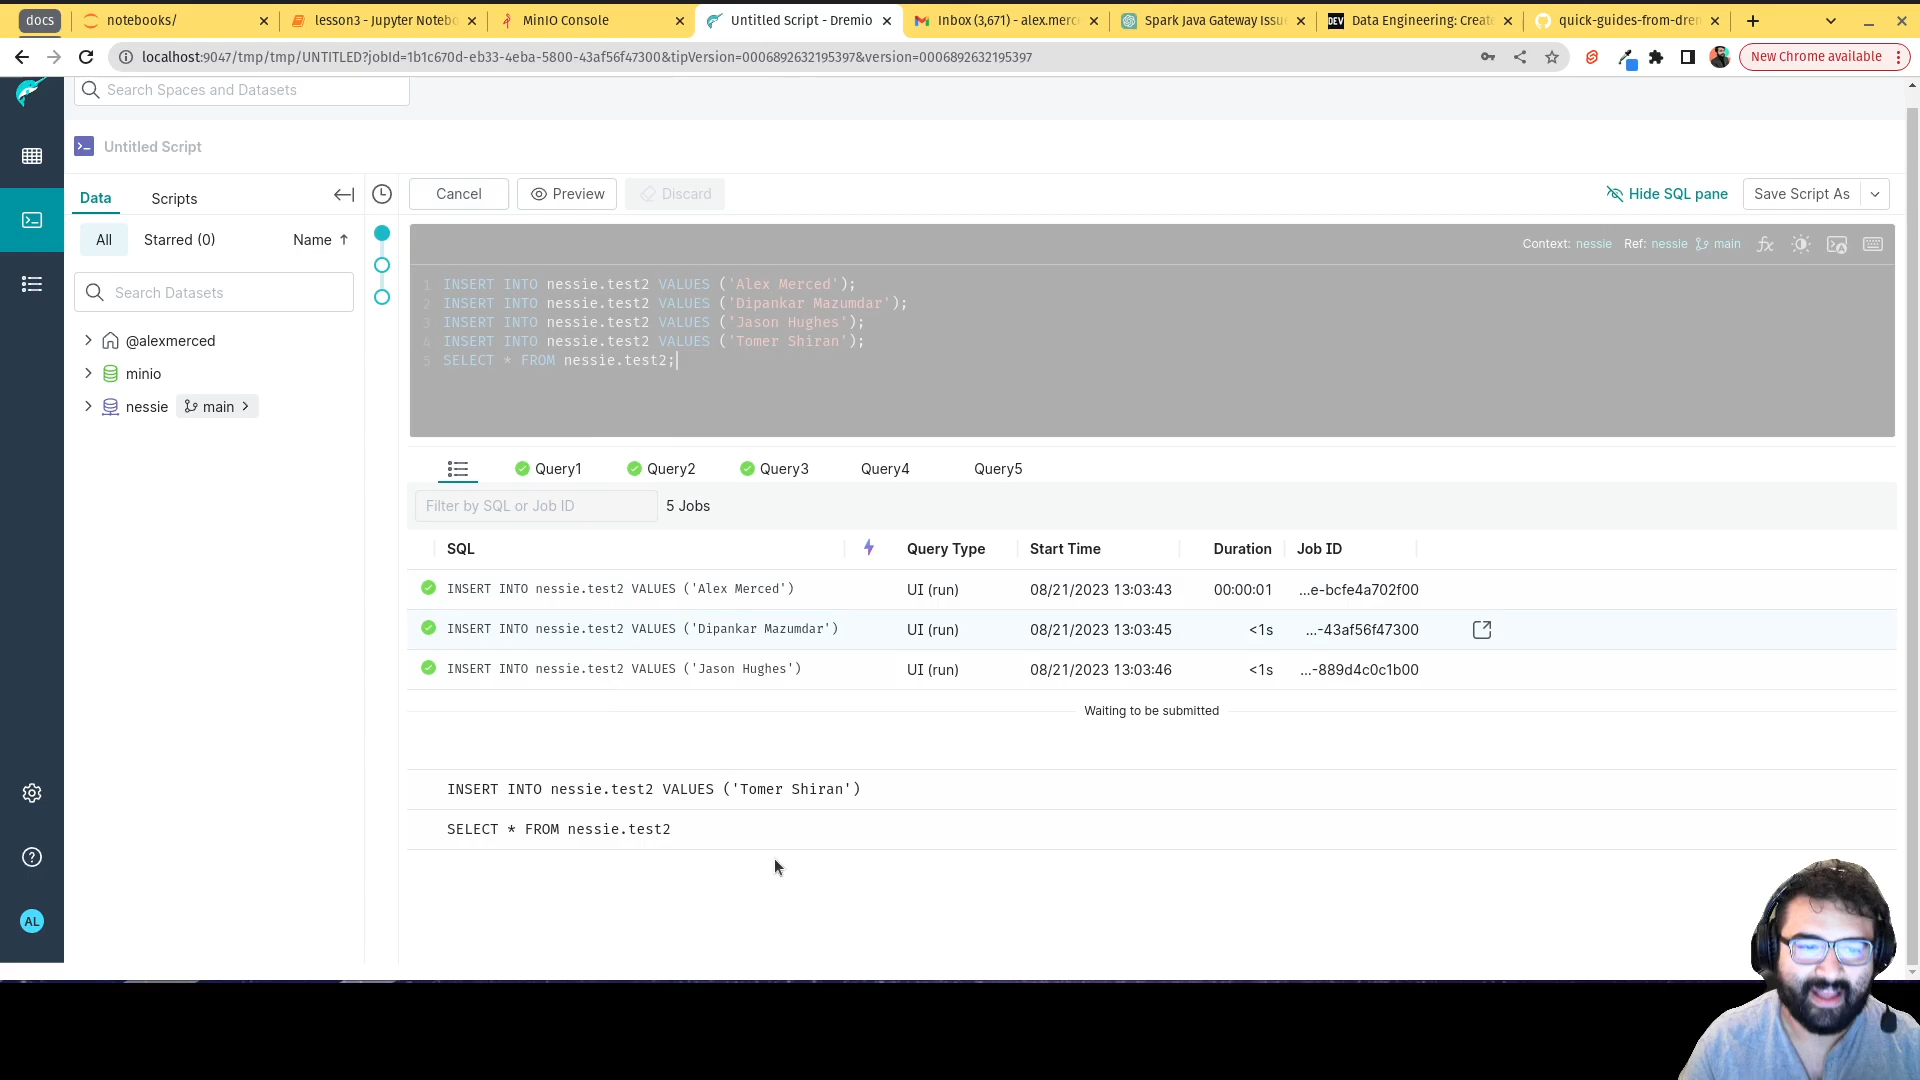 docs
notebooks/
lesson3 - Jupyter Notebo
MinIO Console
Untitled Script - Dremio
Inbox (3,671) - alex.merce
Spark Java Gateway Issu
DEV Data Engineering: Create
quick-guides-from-dren
localhost:9047/tmp/tmp/UNTITLED?jobId=1b1c670d-eb33-4eba-5800-43af56f47300&tipVersion=0006892632195397&version=0006892632195397
New Chrome available
Search Spaces and Datasets
Untitled Script
Data
Scripts
Cancel
Preview
Discard
Hide SQL pane
Save Script As
All
Starred (0)
Name
Search Datasets
@alexmerced
minio
nessie
main
Context: nessie Ref: nessie main
1 INSERT INTO nessie.test2 VALUES ('Alex Merced');
2 INSERT INTO nessie.test2 VALUES ('Dipankar Mazumdar');
3 INSERT INTO nessie.test2 VALUES ('Jason Hughes');
4 INSERT INTO nessie.test2 VALUES ('Tomer Shiran');
5 SELECT * FROM nessie.test2;
Query1 Query2 Query3 Query4 Query5
Filter by SQL or Job ID
5 Jobs
SQL Query Type Start Time Duration Job ID
INSERT INTO nessie.test2 VALUES ('Alex Merced') UI (run) 08/21/2023 13:03:43 00:00:01 ...e-bcfe4a702f00
INSERT INTO nessie.test2 VALUES ('Dipankar Mazumdar') UI (run) 08/21/2023 13:03:45 <1s ...-43af56f47300
INSERT INTO nessie.test2 VALUES ('Jason Hughes') UI (run) 08/21/2023 13:03:46 <1s ...-889d4c0c1b00
Waiting to be submitted
INSERT INTO nessie.test2 VALUES ('Tomer Shiran')
SELECT * FROM nessie.test2
AL